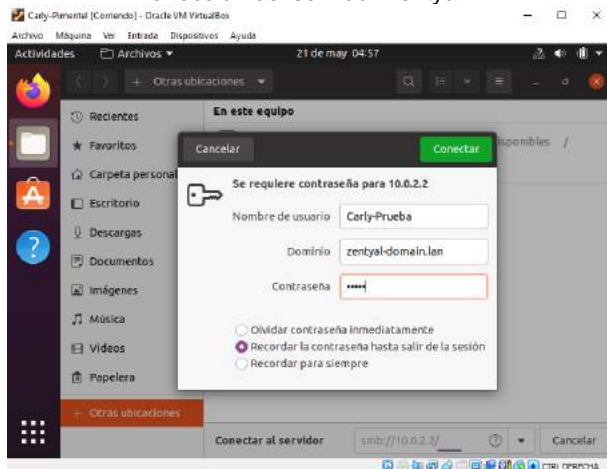 Carly-Pimentel [Corriendo] - Oracle VM VirtualBox
Archivo Máquina Ver Entrada Dispositivos Ayuda
Actividades Archivos 21 de may 04:57
+ Otras ubicaciones
Recientes
Favoritos
Carpeta personal
Escritorio
Descargas
Documentos
Imágenes
Música
Vídeos
Papelera
+ Otras ubicaciones
En este equipo
isponibles /
Cancelar Conectar
Se requiere contraseña para 10.0.2.2
Nombre de usuario Carly-Prueba
Dominio zentyal-domain.lan
Contraseña •••••
Olvidar contraseña inmediatamente
Recordar la contraseña hasta salir de la sesión
Recordar para siempre
Conectar al servidor smb://10.0.2.2/ Cancelar
CTRL DERECHA